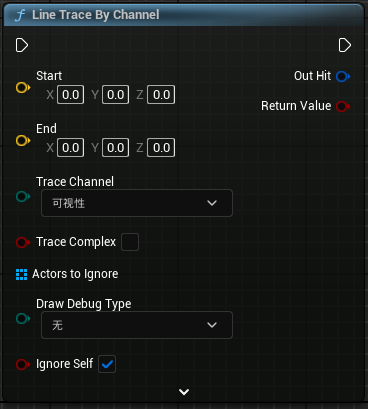 Line Trace By Channel
Start
Out Hit
X 0.0 Y 0.0 Z 0.0
Return Value
End
X 0.0 Y 0.0 Z 0.0
Trace Channel
可视性
Trace Complex
Actors to Ignore
Draw Debug Type
无
Ignore Self